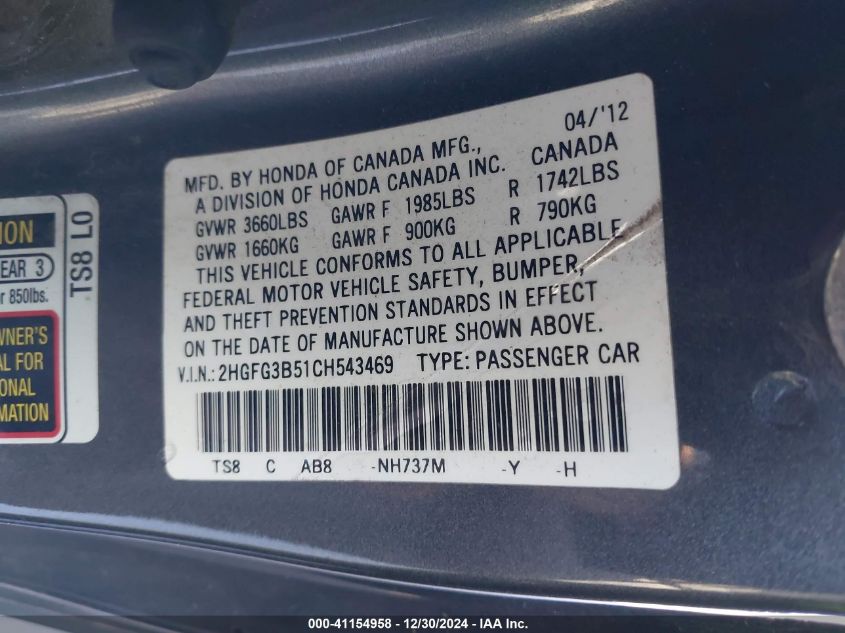 04/'12
MFD. BY HONDA OF CANADA MFG.,
A DIVISION OF HONDA CANADA INC. CANADA
GVWR 3660LBS GAWR F 1985LBS R 1742LBS
GVWR 1660KG GAWR F 900KG R 790KG
THIS VEHICLE CONFORMS TO ALL APPLICABLE
FEDERAL MOTOR VEHICLE SAFETY, BUMPER,
AND THEFT PREVENTION STANDARDS IN EFFECT
ON THE DATE OF MANUFACTURE SHOWN ABOVE.
V.I.N.: 2HGFG3B51CH543469 TYPE: PASSENGER CAR
TS8 C AB8 -NH737M -Y -H
ION
EAR 3
r 850lbs.
WNER'S
AL FOR
ONAL
MATION
TS8 L0
000-41154958 - 12/30/2024 - IAA Inc.